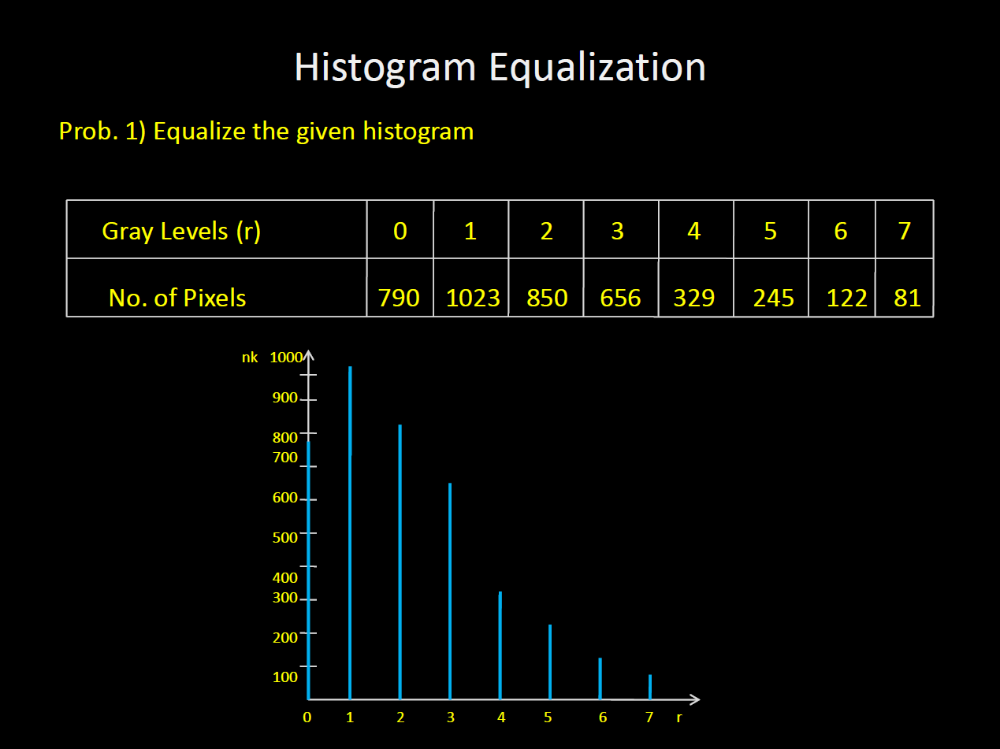 Histogram Equalization
Prob. 1) Equalize the given histogram
Gray Levels (r) 0 1 2 3 4 5 6 7
No. of Pixels 790 1023 850 656 329 245 122 81
nk 1000
900
800
700
600
500
400
300
200
100
0 1 2 3 4 5 6 7 r